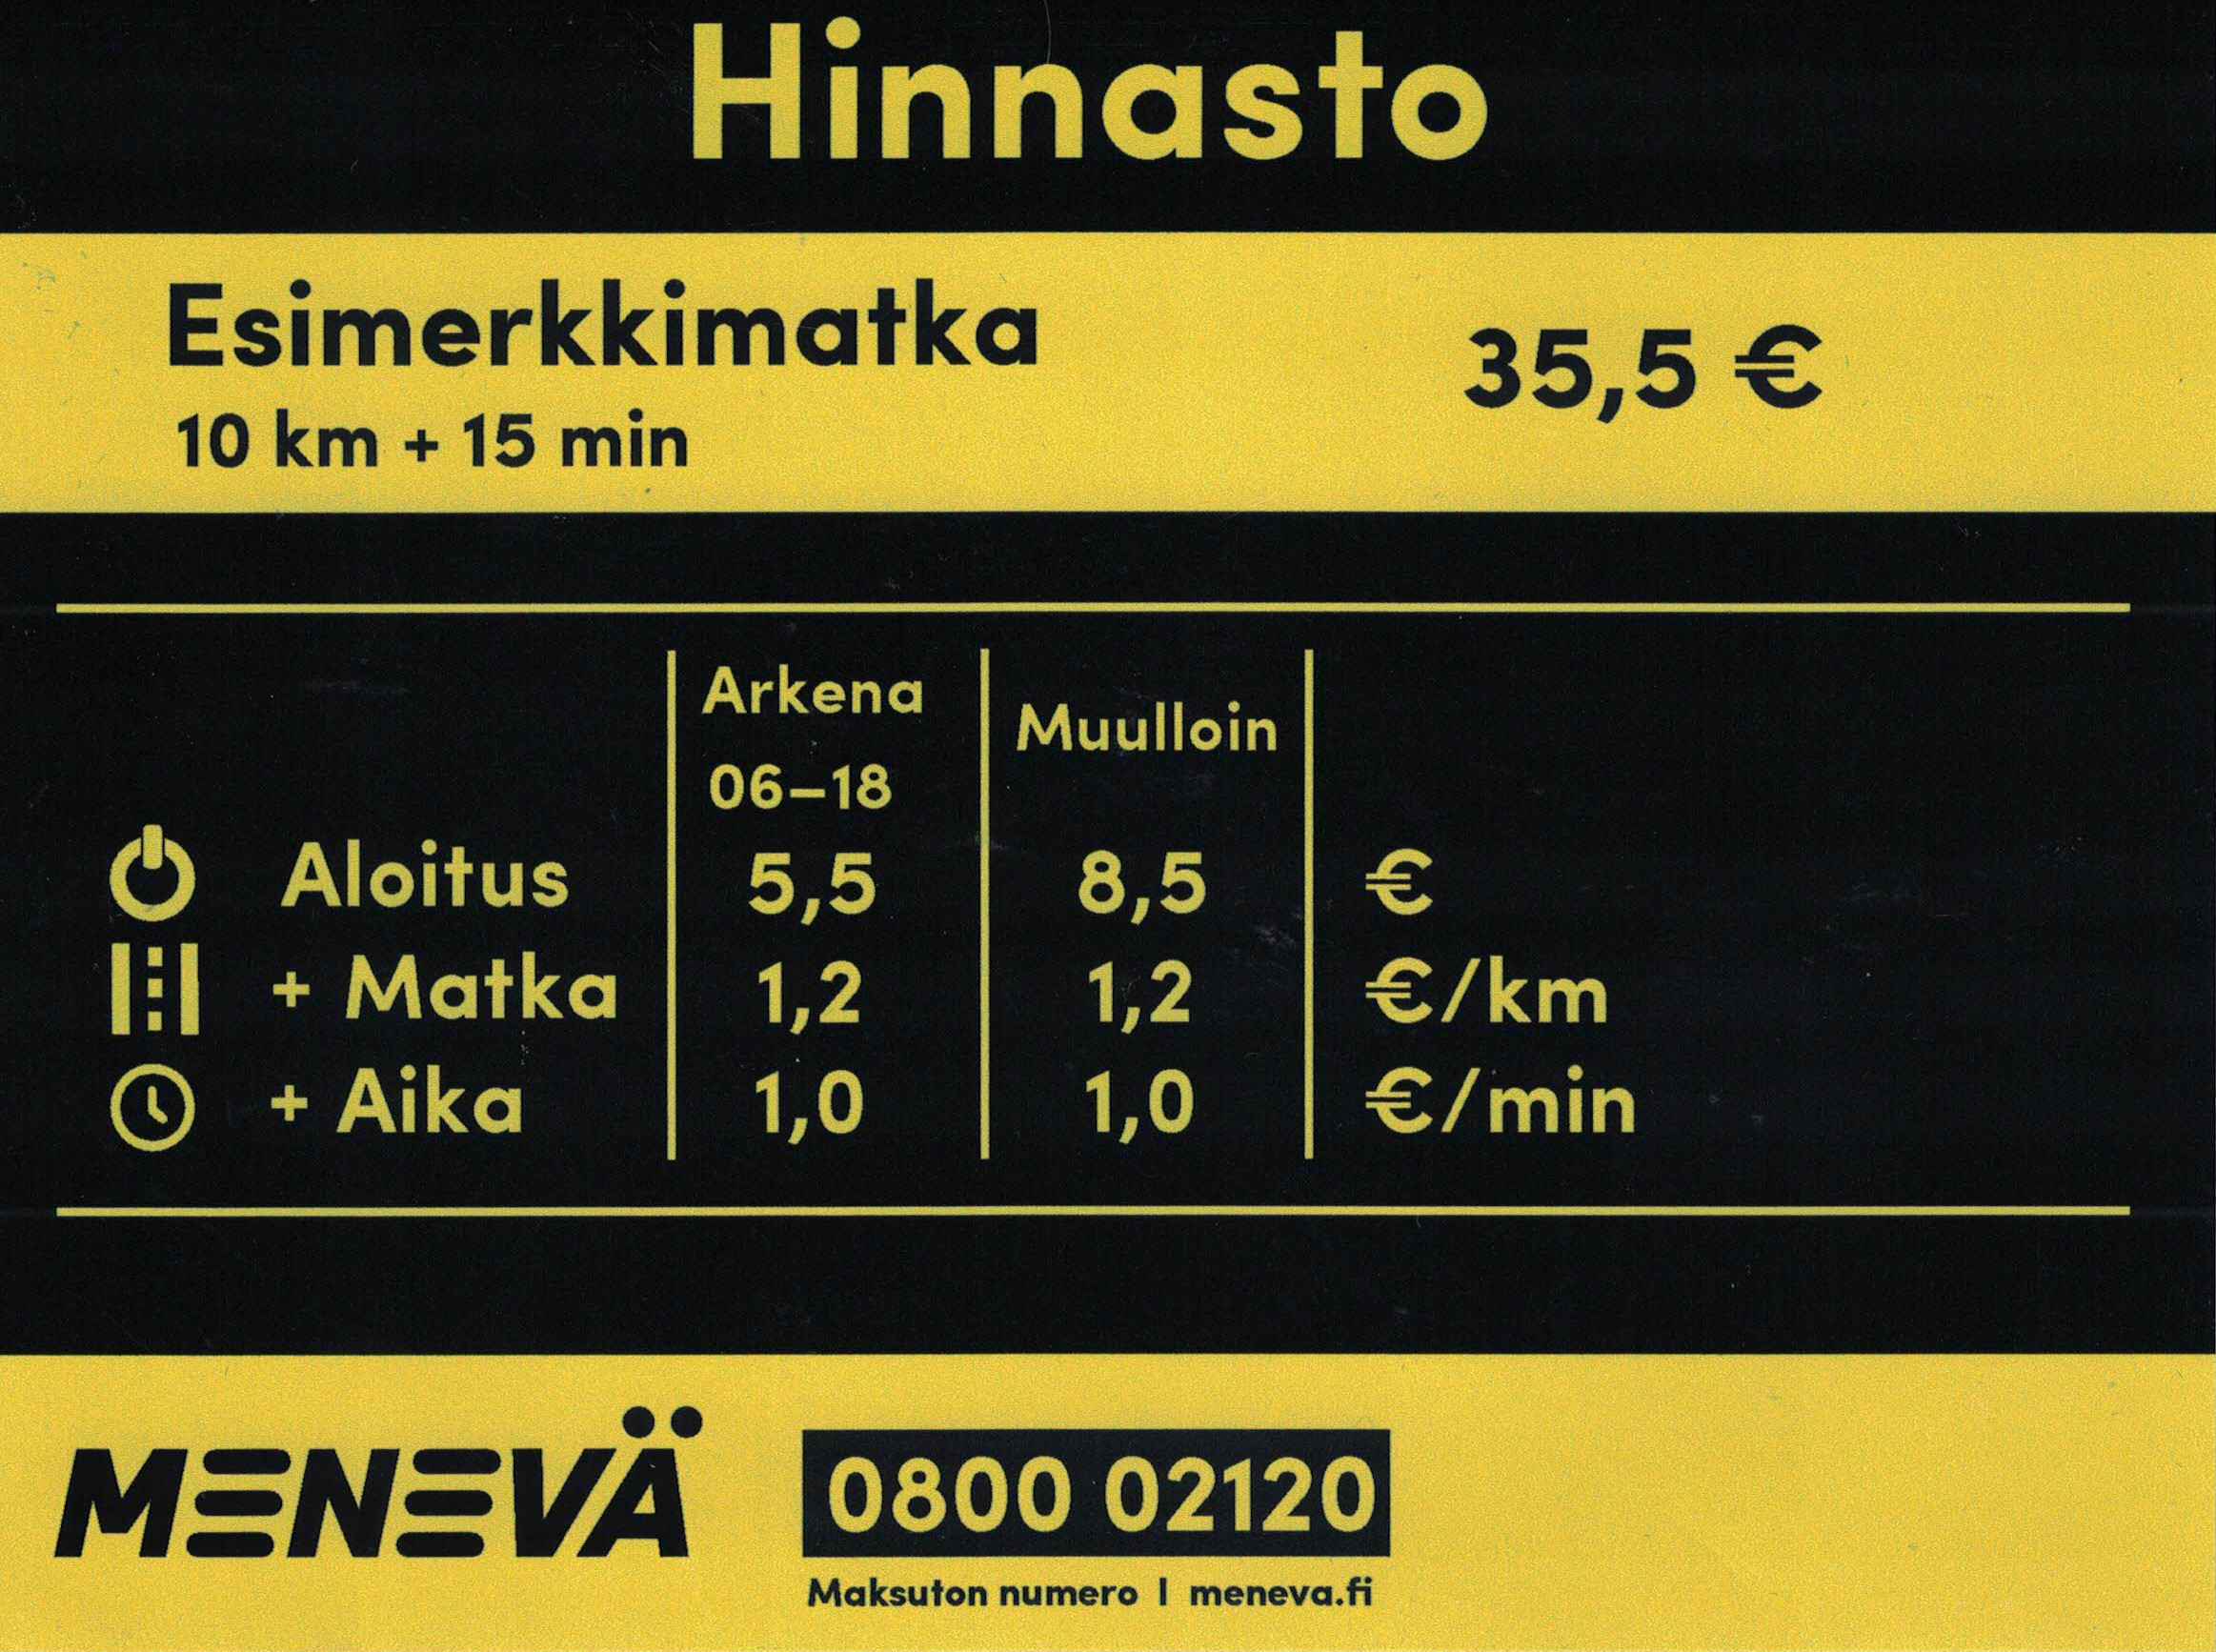 Hinnasto
Esimerkkimatka
10 km + 15 min
35,5 €
Arkena
06–18
Muulloin
Aloitus 5,5 8,5 €
+ Matka 1,2 1,2 €/km
+ Aika 1,0 1,0 €/min
MENEVÄ
0800 02120
Maksuton numero | meneva.fi